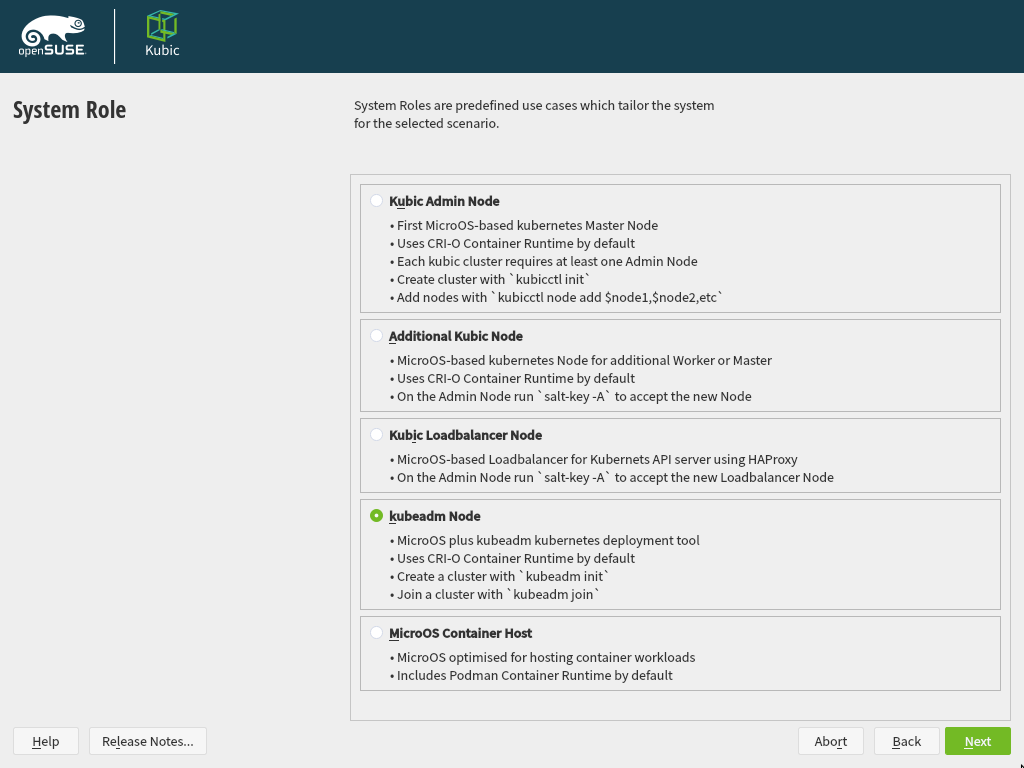 openSUSE
Kubic
System Role
System Roles are predefined use cases which tailor the system
for the selected scenario.
Kubic Admin Node
• First MicroOS-based kubernetes Master Node
• Uses CRI-O Container Runtime by default
• Each kubic cluster requires at least one Admin Node
• Create cluster with `kubicctl init`
• Add nodes with `kubicctl node add $node1,$node2,etc`
Additional Kubic Node
• MicroOS-based kubernetes Node for additional Worker or Master
• Uses CRI-O Container Runtime by default
• On the Admin Node run `salt-key -A` to accept the new Node
Kubic Loadbalancer Node
• MicroOS-based Loadbalancer for Kubernets API server using HAProxy
• On the Admin Node run `salt-key -A` to accept the new Loadbalancer Node
kubeadm Node
• MicroOS plus kubeadm kubernetes deployment tool
• Uses CRI-O Container Runtime by default
• Create a cluster with `kubeadm init`
• Join a cluster with `kubeadm join`
MicroOS Container Host
• MicroOS optimised for hosting container workloads
• Includes Podman Container Runtime by default
Help
Release Notes...
Abort
Back
Next